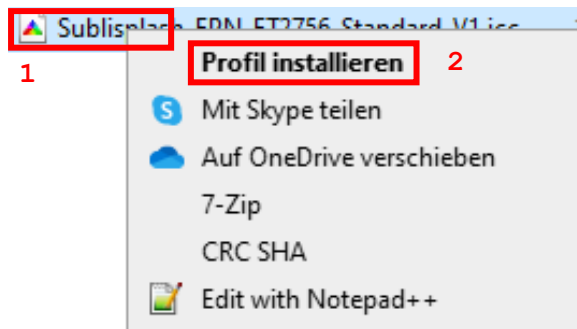 Sublisplash_EPN_ET2756_Standard_V1.icc
1
Profil installieren
2
Mit Skype teilen
Auf OneDrive verschieben
7-Zip
CRC SHA
Edit with Notepad++